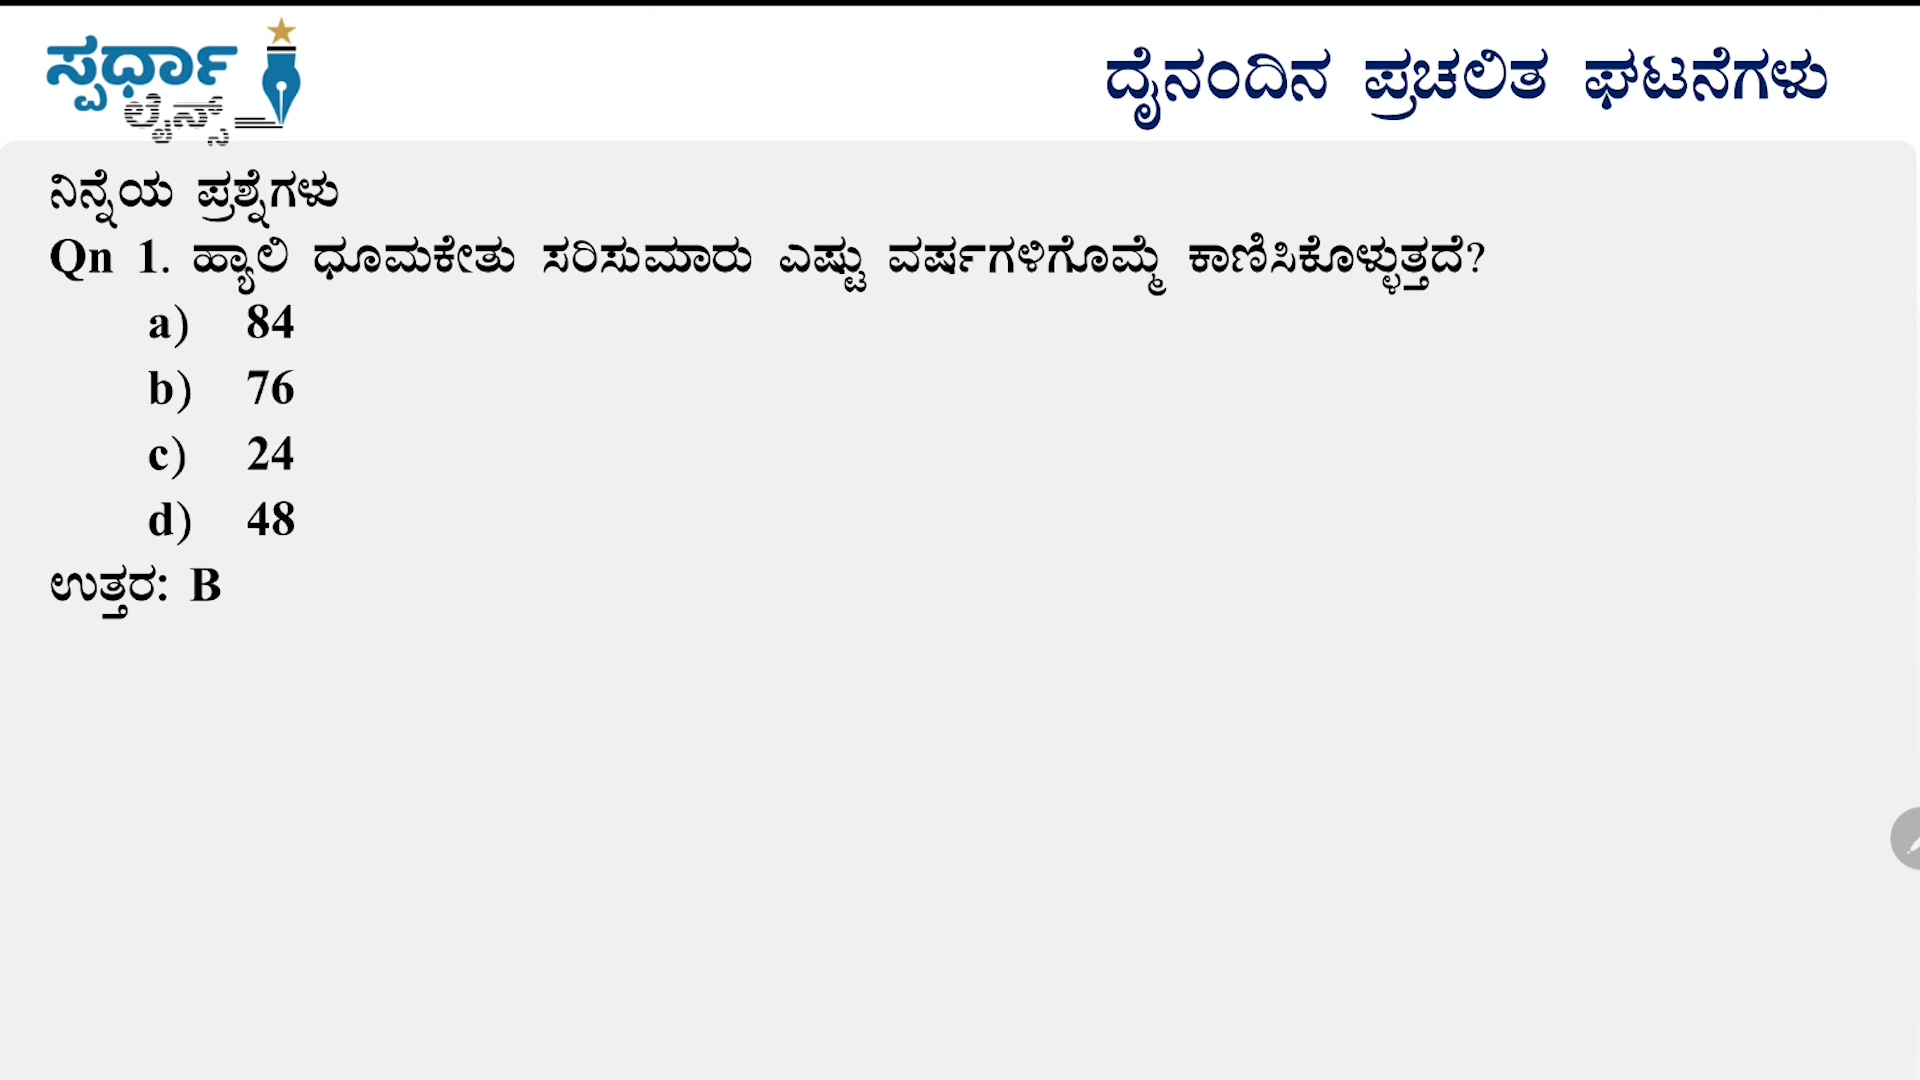 ಸ್ಪರ್ಧಾ
ಲೈನ್ಸ್
ದೈನಂದಿನ ಪ್ರಚಲಿತ ಘಟನೆಗಳು
ನಿನ್ನೆಯ ಪ್ರಶ್ನೆಗಳು
Qn 1. ಹ್ಯಾಲಿ ಧೂಮಕೇತು ಸರಿಸುಮಾರು ಎಷ್ಟು ವರ್ಷಗಳಿಗೊಮ್ಮೆ ಕಾಣಿಸಿಕೊಳ್ಳುತ್ತದೆ?
a) 84
b) 76
c) 24
d) 48
ಉತ್ತರ: B